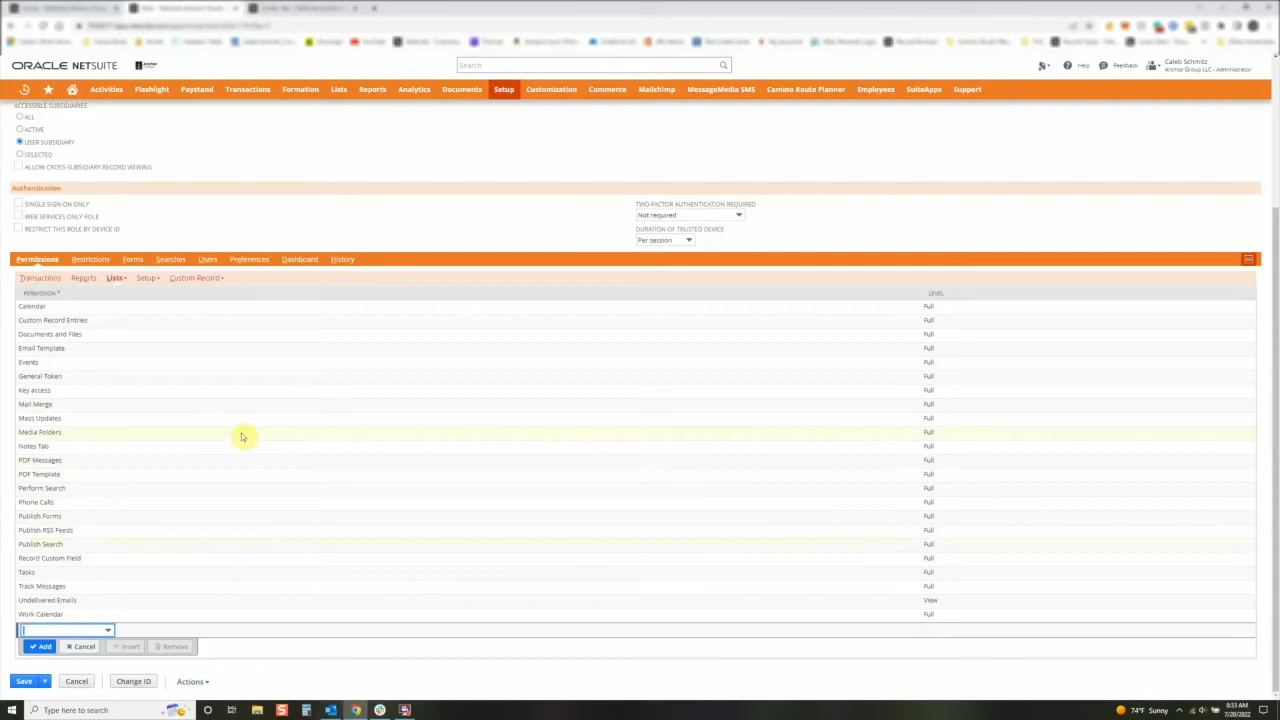 ORACLE NETSUITE
Search
Help
Feedback
Caleb Schmitz
Anchor Group LLC - Administrator
Activities Flashlight Paystand Transactions Formation Lists Reports Analytics Documents Setup Customization Commerce Mailchimp MessageMedia SMS Camino Route Planner Employees SuiteApps Support
ACCESSIBLE SUBSIDIARIES
ALL
ACTIVE
USER SUBSIDIARY
SELECTED
ALLOW CROSS-SUBSIDIARY RECORD VIEWING
Authentication
SINGLE SIGN-ON ONLY
WEB SERVICES ONLY ROLE
RESTRICT THIS ROLE BY DEVICE ID
TWO-FACTOR AUTHENTICATION REQUIRED
Not required
DURATION OF TRUSTED DEVICE
Per session
Permissions Restrictions Forms Searches Users Preferences Dashboard History
Transactions Reports Lists • Setup • Custom Record •
PERMISSION * LEVEL
Calendar Full
Custom Record Entries Full
Documents and Files Full
Email Template Full
Events Full
General Token Full
Key access Full
Mail Merge Full
Mass Updates Full
Media Folders Full
Notes Tab Full
PDF Messages Full
PDF Template Full
Perform Search Full
Phone Calls Full
Publish Forms Full
Publish RSS Feeds Full
Publish Search Full
Record Custom Field Full
Tasks Full
Track Messages Full
Undelivered Emails View
Work Calendar Full
Add Cancel Insert Remove
Save Cancel Change ID Actions
Type here to search
74°F Sunny
8:33 AM
7/20/2022